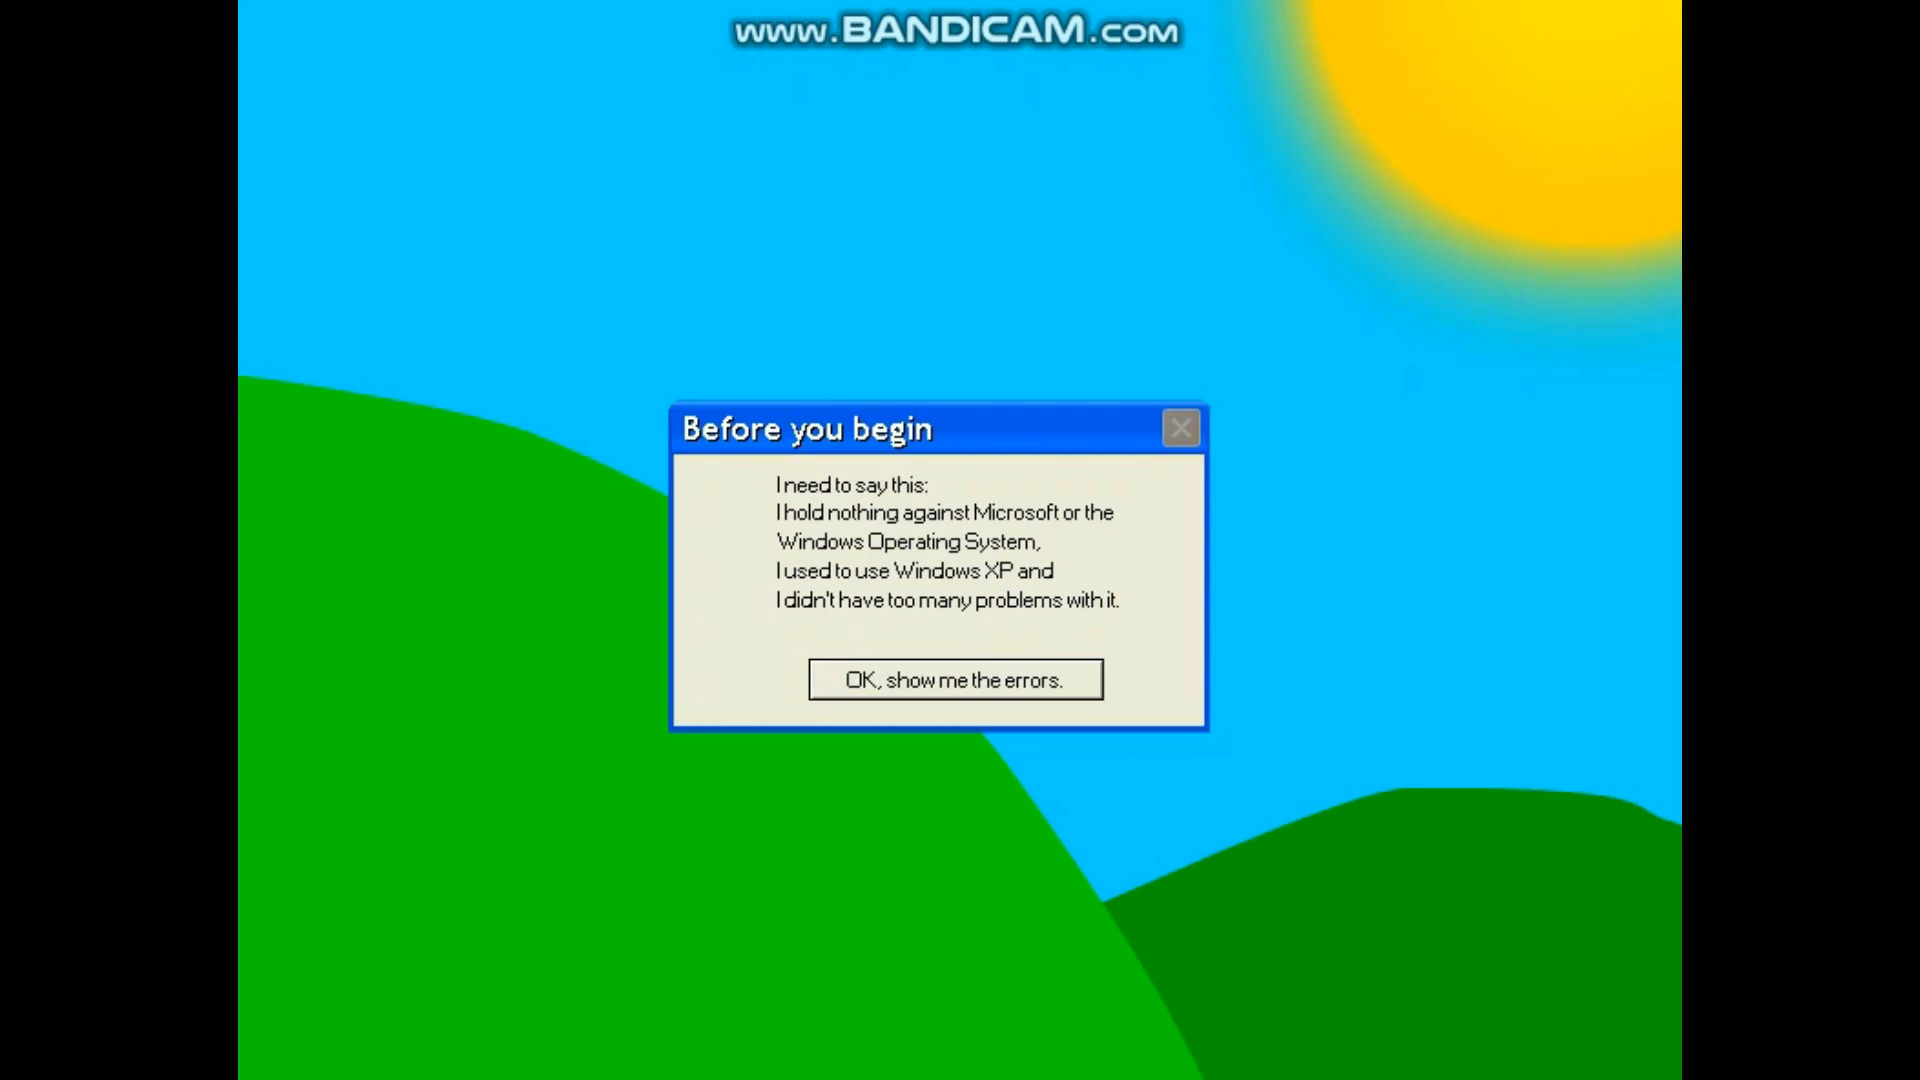 www.BANDICAM.com
Before you begin
I need to say this:
I hold nothing against Microsoft or the
Windows Operating System,
I used to use Windows XP and
I didn't have too many problems with it.
OK, show me the errors.